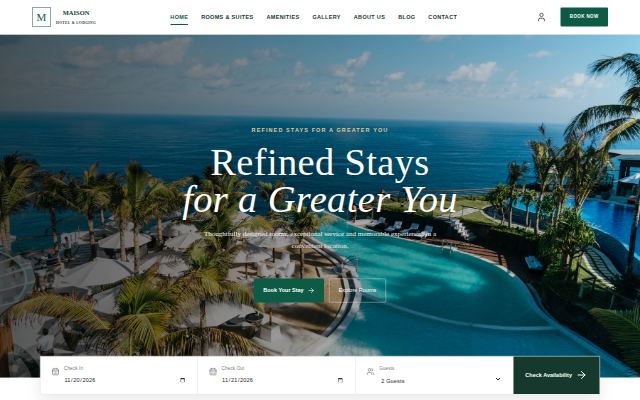 M
MAISON
HOTEL & LODGING
HOME
ROOMS & SUITES
AMENITIES
GALLERY
ABOUT US
BLOG
CONTACT
BOOK NOW
REFINED STAYS FOR A GREATER YOU
Refined Stays
for a Greater You
Thoughtfully designed rooms, exceptional service and memorable experiences in a
convenient location.
Book Your Stay
Explore Rooms
Check In
11/20/2026
Check Out
11/21/2026
Guests
2 Guests
Check Availability